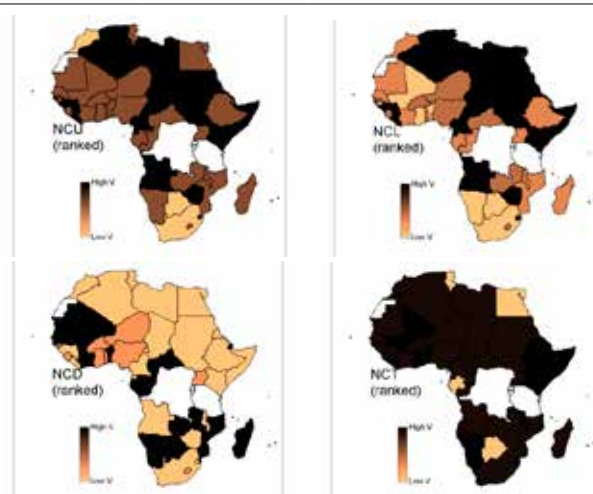 NCU
(ranked)
High V
Low V
NCL
(ranked)
High V
Low V
NCD
(ranked)
High V
Low V
NCT
(ranked)
High V
Low V